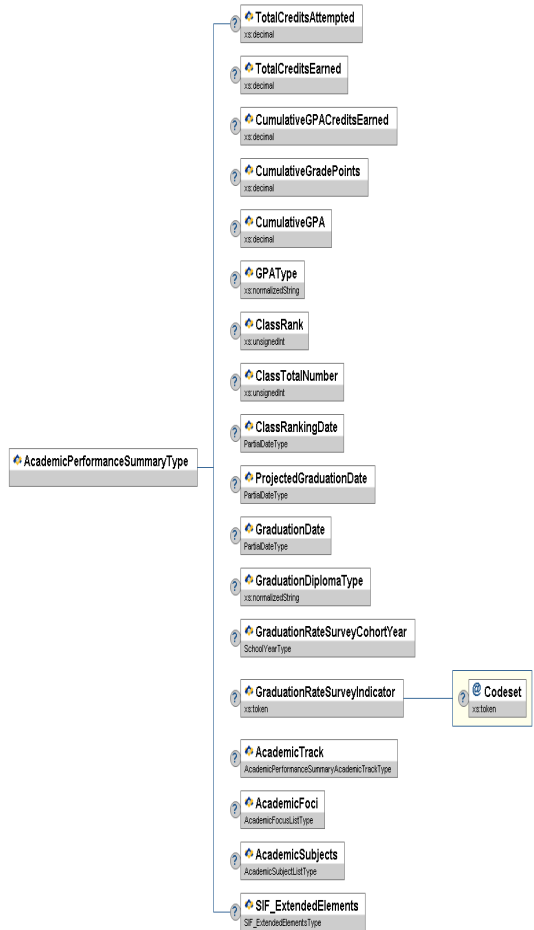 ?
TotalCreditsAttempted
xs:decimal
?
TotalCreditsEarned
xs:decimal
?
CumulativeGPACreditsEarned
xs:decimal
?
CumulativeGradePoints
xs:decimal
?
CumulativeGPA
xs:decimal
?
GPAType
xs:normalizedString
?
ClassRank
xs:unsignedInt
?
ClassTotalNumber
xs:unsignedInt
?
ClassRankingDate
PartialDateType
AcademicPerformanceSummaryType
?
ProjectedGraduationDate
PartialDateType
?
GraduationDate
PartialDateType
?
GraduationDiplomaType
xs:normalizedString
?
GraduationRateSurveyCohortYear
SchoolYearType
?
GraduationRateSurveyIndicator
xs:token
?
@ Codeset
xs:token
?
AcademicTrack
AcademicPerformanceSummaryAcademicTrackType
?
AcademicFoci
AcademicFocusListType
?
AcademicSubjects
AcademicSubjectListType
?
SIF_ExtendedElements
SIF_ExtendedElementsType